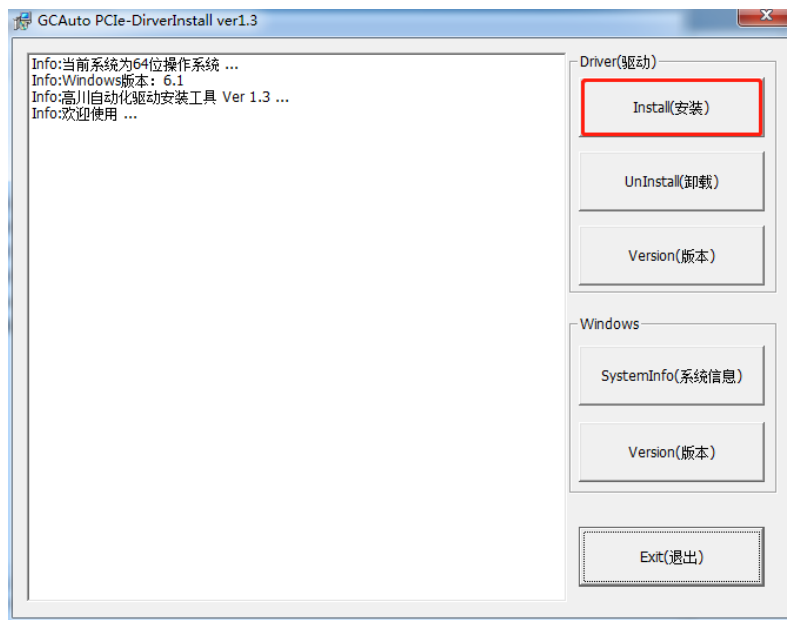 GCAuto PCIe-DirverInstall ver1.3
Info:当前系统为64位操作系统 ...
Info:Windows版本：6.1
Info:高川自动化驱动安装工具 Ver 1.3 ...
Info:欢迎使用 ...
Driver(驱动)
Install(安装)
UnInstall(卸载)
Version(版本)
Windows
SystemInfo(系统信息)
Version(版本)
Exit(退出)